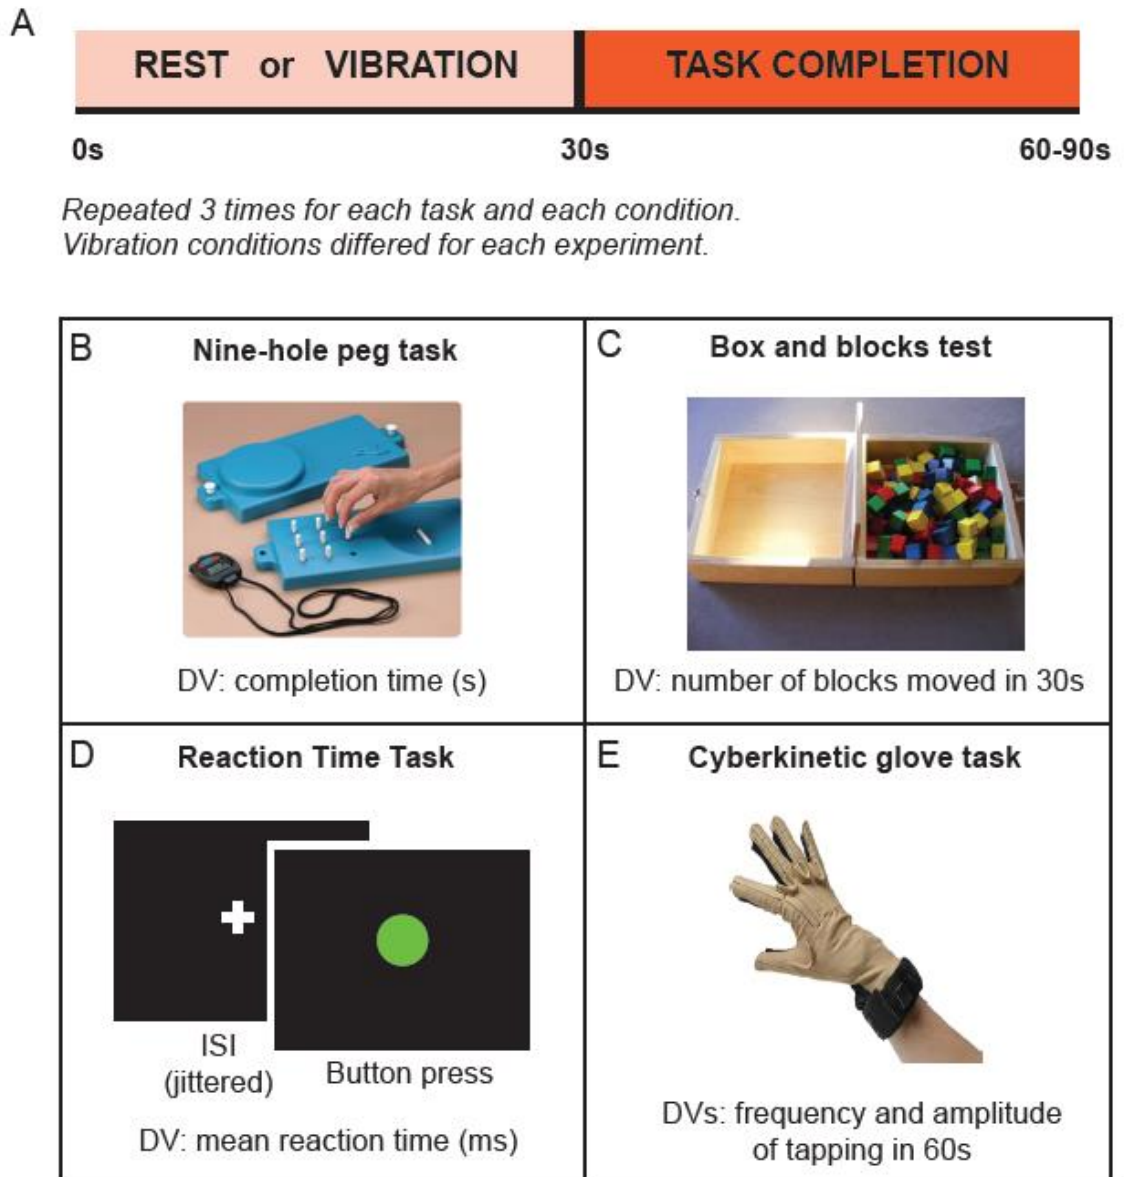 A
REST or VIBRATION
TASK COMPLETION
0s
30s
60-90s
Repeated 3 times for each task and each condition.
Vibration conditions differed for each experiment.
B
Nine-hole peg task
DV: completion time (s)
C
Box and blocks test
DV: number of blocks moved in 30s
D
Reaction Time Task
ISI
(jittered)
Button press
DV: mean reaction time (ms)
E
Cyberkinetic glove task
DVs: frequency and amplitude
of tapping in 60s